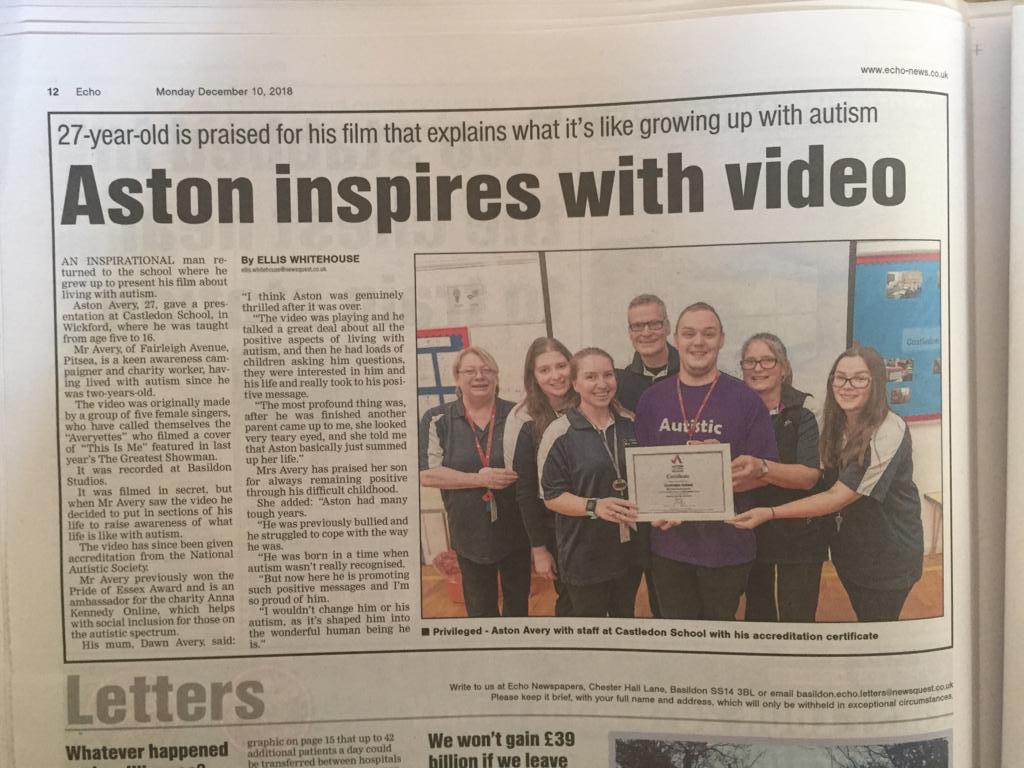 www.echo-news.co.uk
12 Echo Monday December 10, 2018
27-year-old is praised for his film that explains what it's like growing up with autism
Aston inspires with video
AN INSPIRATIONAL man re-
turned to the school where he
grew up to present his film about
living with autism.
Aston Avery, 27, gave a pres-
entation at Castledon School, in
Wickford, where he was taught
from age five to 16.
Mr Avery, of Fairleigh Avenue,
Pitsea, is a keen awareness cam-
paigner and charity worker, hav-
ing lived with autism since he
was two-years-old.
The video was originally made
by a group of five female singers,
who have called themselves the
"Averyettes" who filmed a cover
of "This Is Me" featured in last
year's The Greatest Showman.
It was recorded at Basildon
Studios.
It was filmed in secret, but
when Mr Avery saw the video he
decided to put in sections of his
life to raise awareness of what
life is like with autism.
The video has since been given
accreditation from the National
Autistic Society.
Mr Avery previously won the
Pride of Essex Award and is an
ambassador for the charity Anna
Kennedy Online, which helps
with social inclusion for those on
the autistic spectrum.
His mum, Dawn Avery, said:
By ELLIS WHITEHOUSE
ellis.whitehouse@newsquest.co.uk
"I think Aston was genuinely
thrilled after it was over.
"The video was playing and he
talked a great deal about all the
positive aspects of living with
autism, and then he had loads of
children asking him questions,
they were interested in him and
his life and really took to his posi-
tive message.
"The most profound thing was,
after he was finished another
parent came up to me, she looked
very teary eyed, and she told me
that Aston basically just summed
up her life."
Mrs Avery has praised her son
for always remaining positive
through his difficult childhood.
She added: "Aston had many
tough years.
"He was previously bullied and
he struggled to cope with the way
he was.
"He was born in a time when
autism wasn't really recognised.
"But now here he is promoting
such positive messages and I'm
so proud of him.
"I wouldn't change him or his
autism, as it's shaped him into
the wonderful human being he
is."
Autistic
Certificate
Castledon
■ Privileged - Aston Avery with staff at Castledon School with his accreditation certificate
Letters
Write to us at Echo Newspapers, Chester Hall Lane, Basildon SS14 3BL or email basildon.echo.letters@newsquest.co.uk
Please keep it brief, with your full name and address, which will only be withheld in exceptional circumstances.
Whatever happened
graphic on page 15 that up to 42
additional patients a day could
be transferred between hospitals
We won't gain £39
billion if we leave